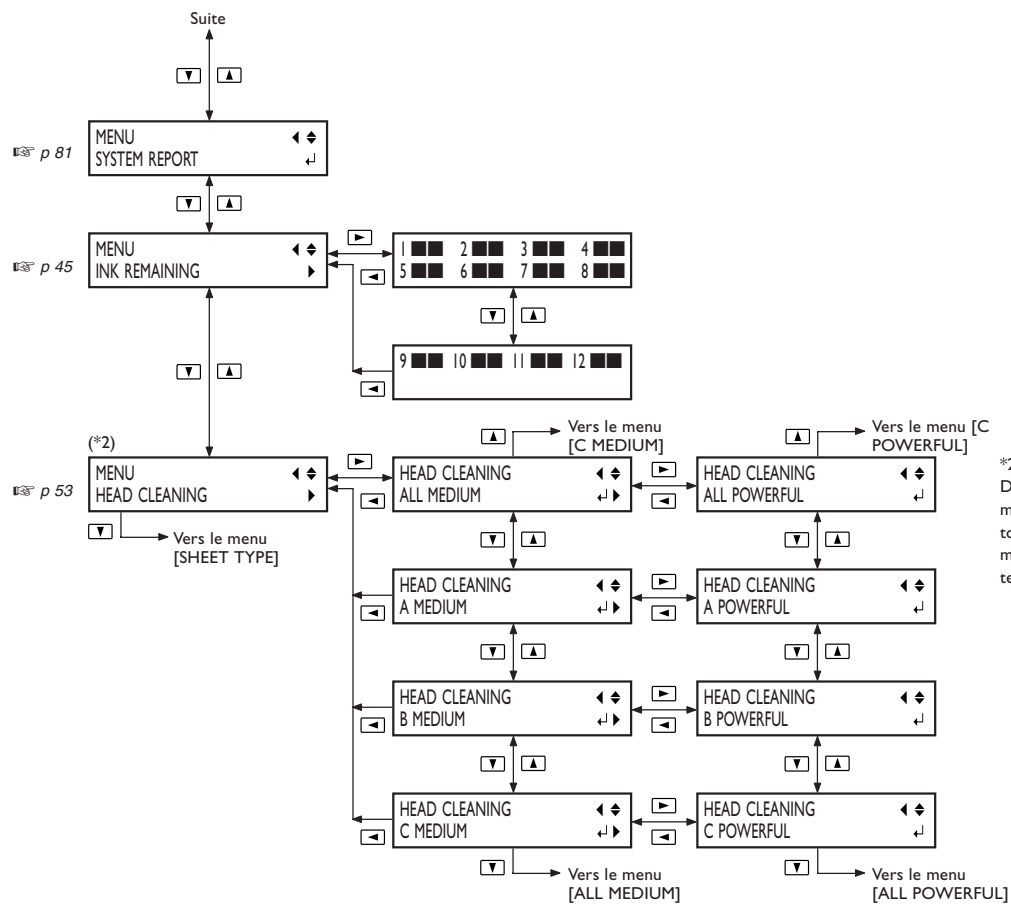 Suite
MENU
SYSTEM REPORT
p 81
MENU
INK REMAINING
p 45
1 2 3 4
5 6 7 8
9 10 11 12
(*2)
MENU
HEAD CLEANING
p 53
Vers le menu
[SHEET TYPE]
Vers le menu
[C MEDIUM]
HEAD CLEANING
ALL MEDIUM
Vers le menu [C
POWERFUL]
HEAD CLEANING
ALL POWERFUL
HEAD CLEANING
A MEDIUM
HEAD CLEANING
A POWERFUL
HEAD CLEANING
B MEDIUM
HEAD CLEANING
B POWERFUL
HEAD CLEANING
C MEDIUM
HEAD CLEANING
C POWERFUL
Vers le menu
[ALL MEDIUM]
Vers le menu
[ALL POWERFUL]